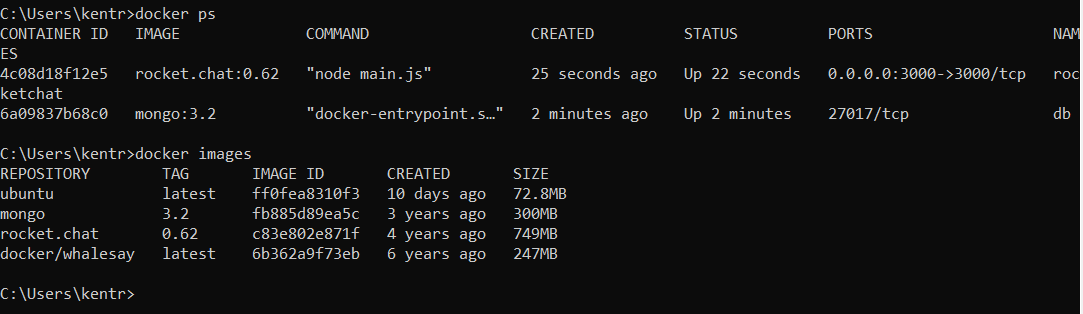 C:\Users\kentr>docker ps
CONTAINER ID   IMAGE             COMMAND                  CREATED          STATUS          PORTS                    NAM
ES
4c08d18f12e5   rocket.chat:0.62   "node main.js"           25 seconds ago   Up 22 seconds   0.0.0.0:3000->3000/tcp   roc
ketchat
6a09837b68c0   mongo:3.2          "docker-entrypoint.s…"   2 minutes ago    Up 2 minutes    27017/tcp                db
C:\Users\kentr>docker images
REPOSITORY        TAG       IMAGE ID       CREATED       SIZE
ubuntu            latest    ff0fea8310f3   10 days ago   72.8MB
mongo             3.2       fb885d89ea5c   3 years ago   300MB
rocket.chat       0.62      c83e802e871f   4 years ago   749MB
docker/whalesay   latest    6b362a9f73eb   6 years ago   247MB
C:\Users\kentr>